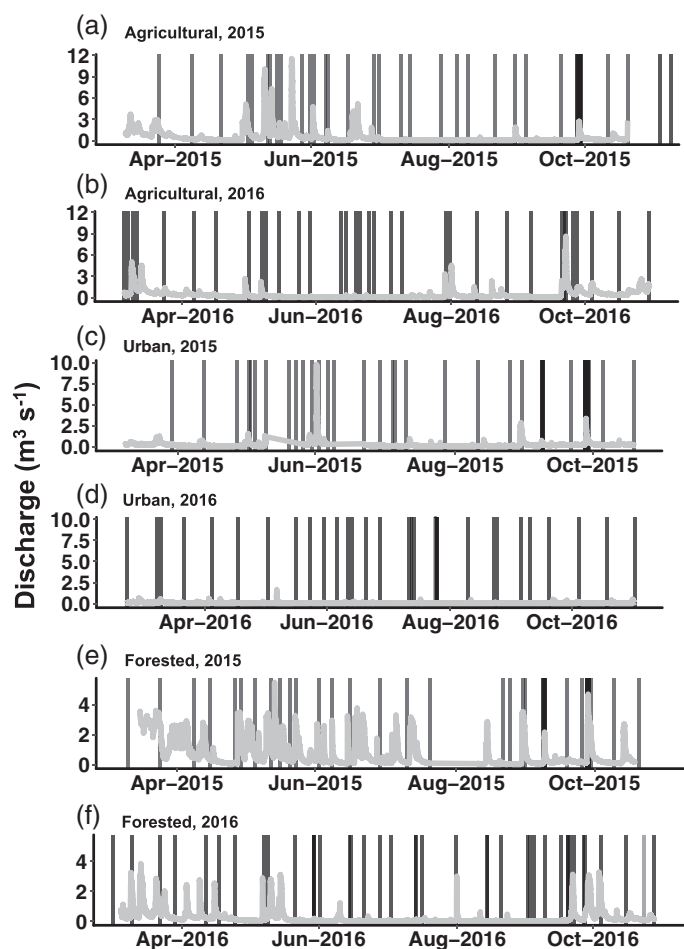 (a) Agricultural, 2015
12
9
6
3
0
Apr–2015 Jun–2015 Aug–2015 Oct–2015
(b) Agricultural, 2016
12
9
6
3
0
Apr–2016 Jun–2016 Aug–2016 Oct–2016
(c) Urban, 2015
10.0
7.5
5.0
2.5
0.0
Apr–2015 Jun–2015 Aug–2015 Oct–2015
Discharge (m³ s⁻¹)
(d) Urban, 2016
10.0
7.5
5.0
2.5
0.0
Apr–2016 Jun–2016 Aug–2016 Oct–2016
(e) Forested, 2015
4
2
0
Apr–2015 Jun–2015 Aug–2015 Oct–2015
(f) Forested, 2016
4
2
0
Apr–2016 Jun–2016 Aug–2016 Oct–2016